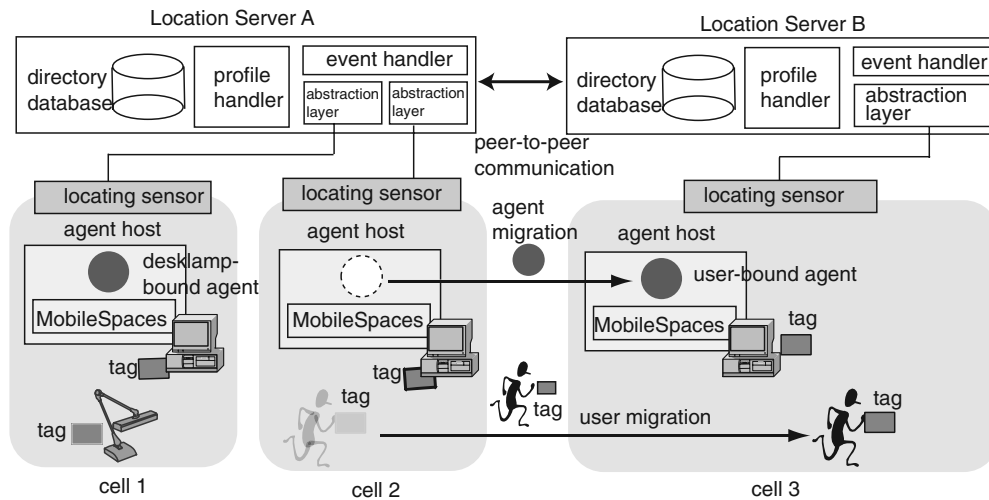 Location Server A
Location Server B
directory
database
profile
handler
event handler
abstraction
layer
abstraction
layer
directory
database
profile
handler
event handler
abstraction
layer
peer-to-peer
communication
locating sensor
locating sensor
locating sensor
agent host
desklamp-
bound agent
MobileSpaces
tag
tag
cell 1
agent host
MobileSpaces
tag
tag
cell 2
agent
migration
tag
user migration
agent host
user-bound agent
MobileSpaces
tag
tag
cell 3